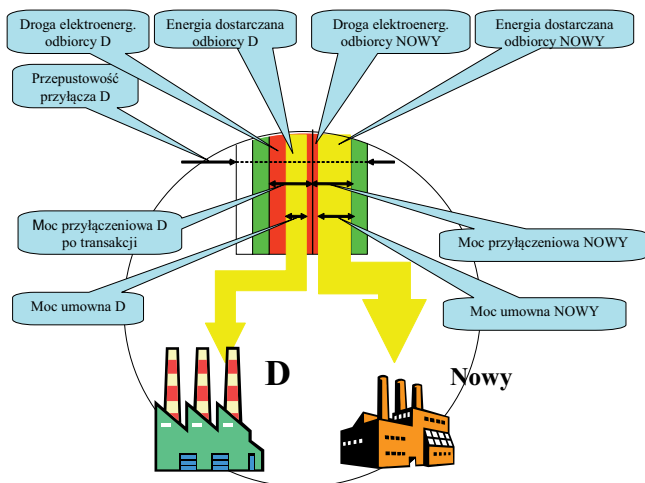 Droga elektroenerg.
odbiorcy D
Energia dostarczana
odbiorcy D
Droga elektroenerg.
odbiorcy NOWY
Energia dostarczana
odbiorcy NOWY
Przepustowość
przyłącza D
Moc przyłączeniowa D
po transakcji
Moc przyłączeniowa NOWY
Moc umowna D
Moc umowna NOWY
D
Nowy